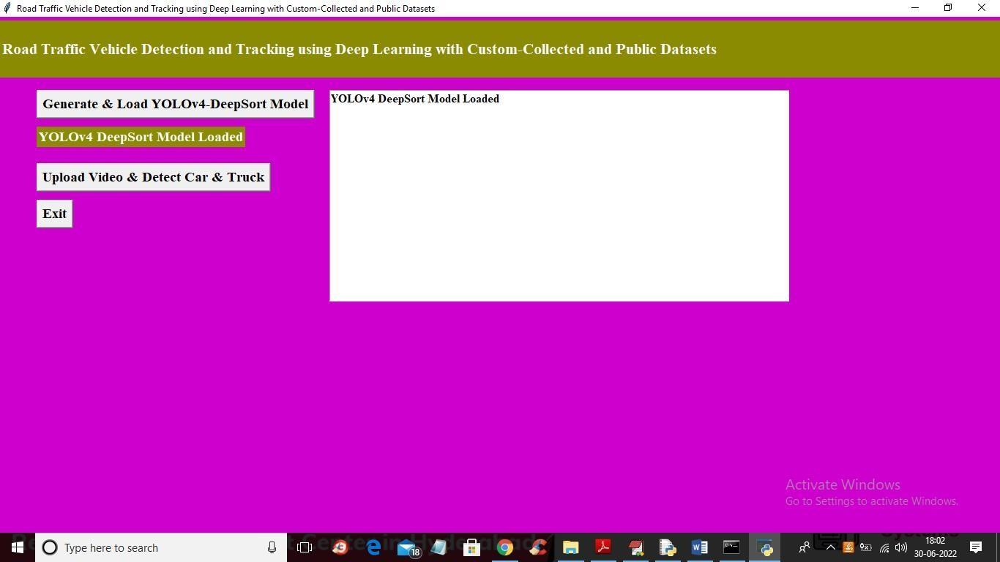 Road Traffic Vehicle Detection and Tracking using Deep Learning with Custom-Collected and Public Datasets
Road Traffic Vehicle Detection and Tracking using Deep Learning with Custom-Collected and Public Datasets
Generate & Load YOLOv4-DeepSort Model
YOLOv4 DeepSort Model Loaded
YOLOv4 DeepSort Model Loaded
Upload Video & Detect Car & Truck
Exit
Activate Windows
Go to Settings to activate Windows.
Type here to search
18
18:02
30-06-2022